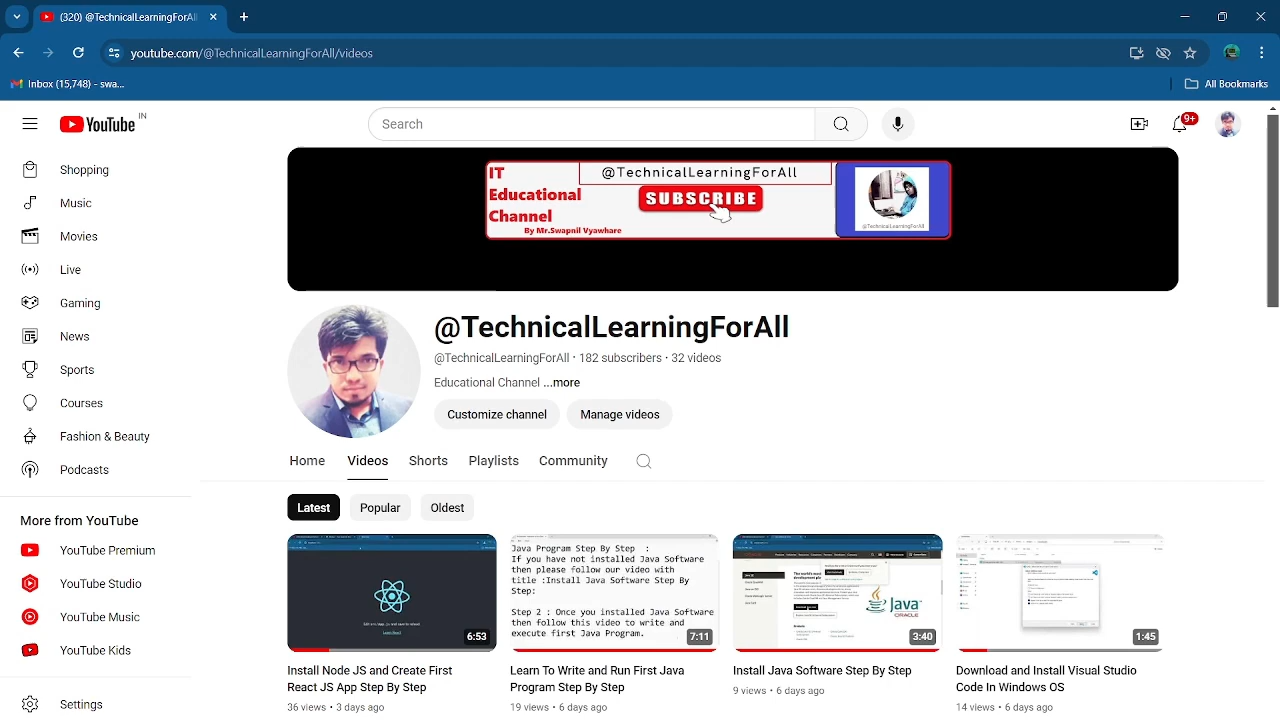 (320) @TechnicalLearningForAll
youtube.com/@TechnicalLearningForAll/videos
Inbox (15,748) - swa...
All Bookmarks
YouTube IN
Search
9+
Shopping
Music
Movies
Live
Gaming
News
Sports
Courses
Fashion & Beauty
Podcasts
More from YouTube
YouTube Premium
YouTube Kids
Settings
IT
Educational
Channel
@TechnicalLearningForAll
SUBSCRIBE
By Mr.Swapnil Vyawhare
@TechnicalLearningForAll
@TechnicalLearningForAll
@TechnicalLearningForAll • 182 subscribers • 32 videos
Educational Channel ...more
Customize channel
Manage videos
Home
Videos
Shorts
Playlists
Community
Latest
Popular
Oldest
6:53
Install Node JS and Create First
React JS App Step By Step
36 views • 3 days ago
Java Program Step By Step
If you have not installed Java Software
then please follow our video with
title :Install Java Software Step By
Step:
Step 2 : Once you installed Java Software
then follow this video to write and
execute first Java Program.
7:11
Learn To Write and Run First Java
Program Step By Step
19 views • 6 days ago
Java
ORACLE
3:40
Install Java Software Step By Step
9 views • 6 days ago
1:45
Download and Install Visual Studio
Code In Windows OS
14 views • 6 days ago